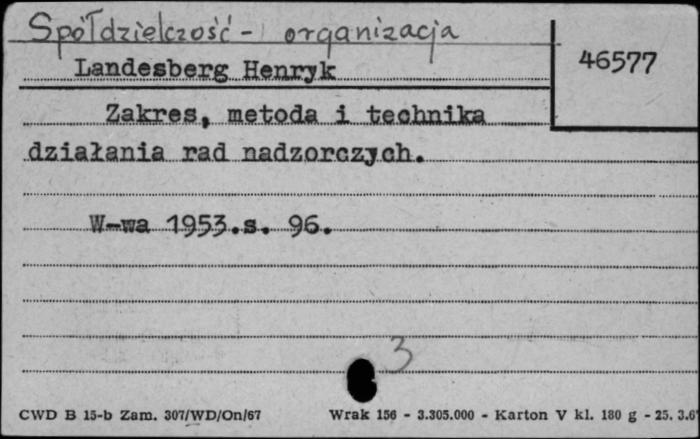 Spółdzielczość - organizacja
46577
Landesberg Henryk
Zakres, metoda i technika
działania rad nadzorczych.
W-wa 1953.s. 96.
3
CWD B 15-b Zam. 307/WD/On/67 Wrak 156 - 3.305.000 - Karton V kl. 180 g - 25. 3.6